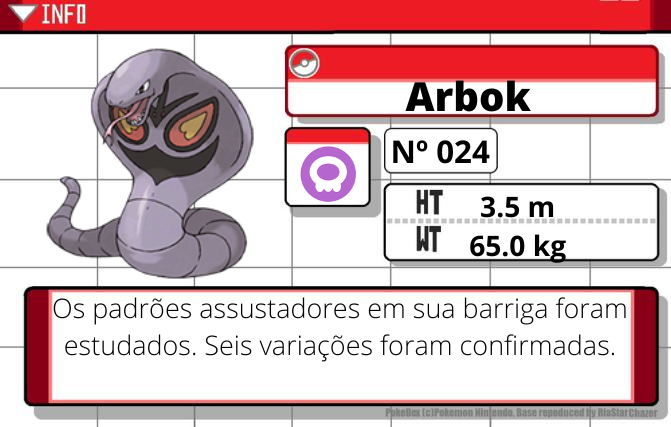 INFO
Arbok
Nº 024
HT 3.5 m
WT 65.0 kg
Os padrões assustadores em sua barriga foram
estudados. Seis variações foram confirmadas.
PokeDex (c)Pokemon Nintendo. Base repoduced by RiaStarChazer